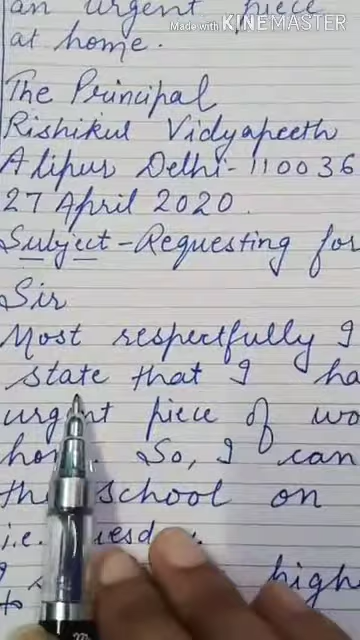 an urgent piece
at home.
Made with KINEMASTER
The Principal
Rishikul Vidyapeeth
Alipur Delhi-110036
27 April 2020.
Subject-Requesting for
Sir
Most respectfully I
state that I ha
urgent piece of wo
So, I can
the school on
i.e.
high